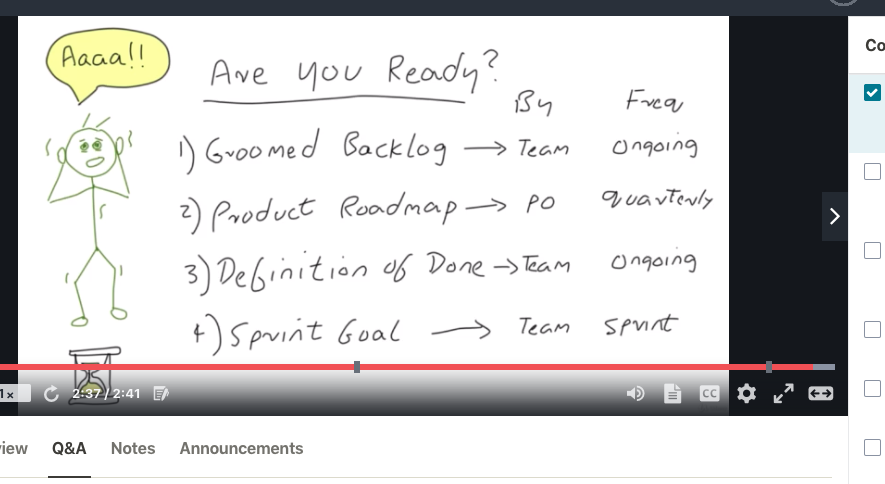 Aaaa!!
Are you Ready?
By Freq
1) Groomed Backlog → Team Ongoing
2) Product Roadmap → PO quarterly
3) Definition of Done → Team Ongoing
4) Sprint Goal → Team Sprint
Co
1x 2:37 / 2:41 CC
iew Q&A Notes Announcements